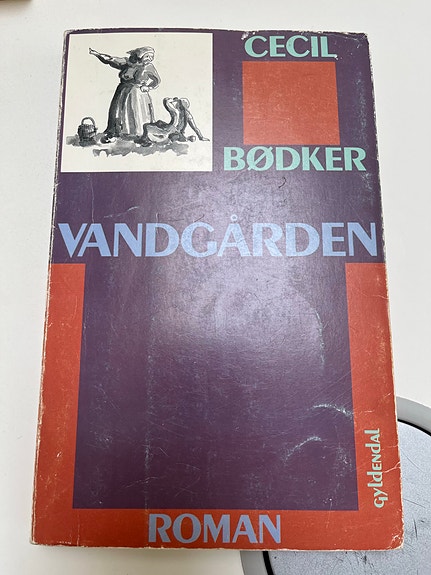 CECIL
BØDKER
VANDGÅRDEN
gyldendal
ROMAN